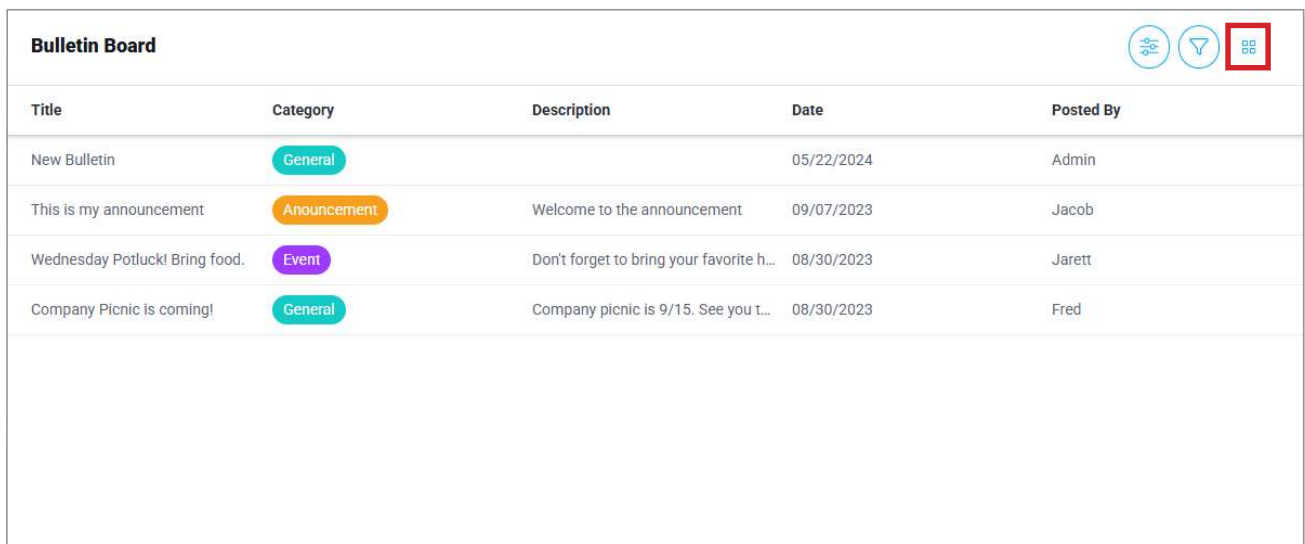 Bulletin Board
Title Category Description Date Posted By
New Bulletin General 05/22/2024 Admin
This is my announcement Anouncement Welcome to the announcement 09/07/2023 Jacob
Wednesday Potluck! Bring food. Event Don't forget to bring your favorite h... 08/30/2023 Jarett
Company Picnic is coming! General Company picnic is 9/15. See you t... 08/30/2023 Fred